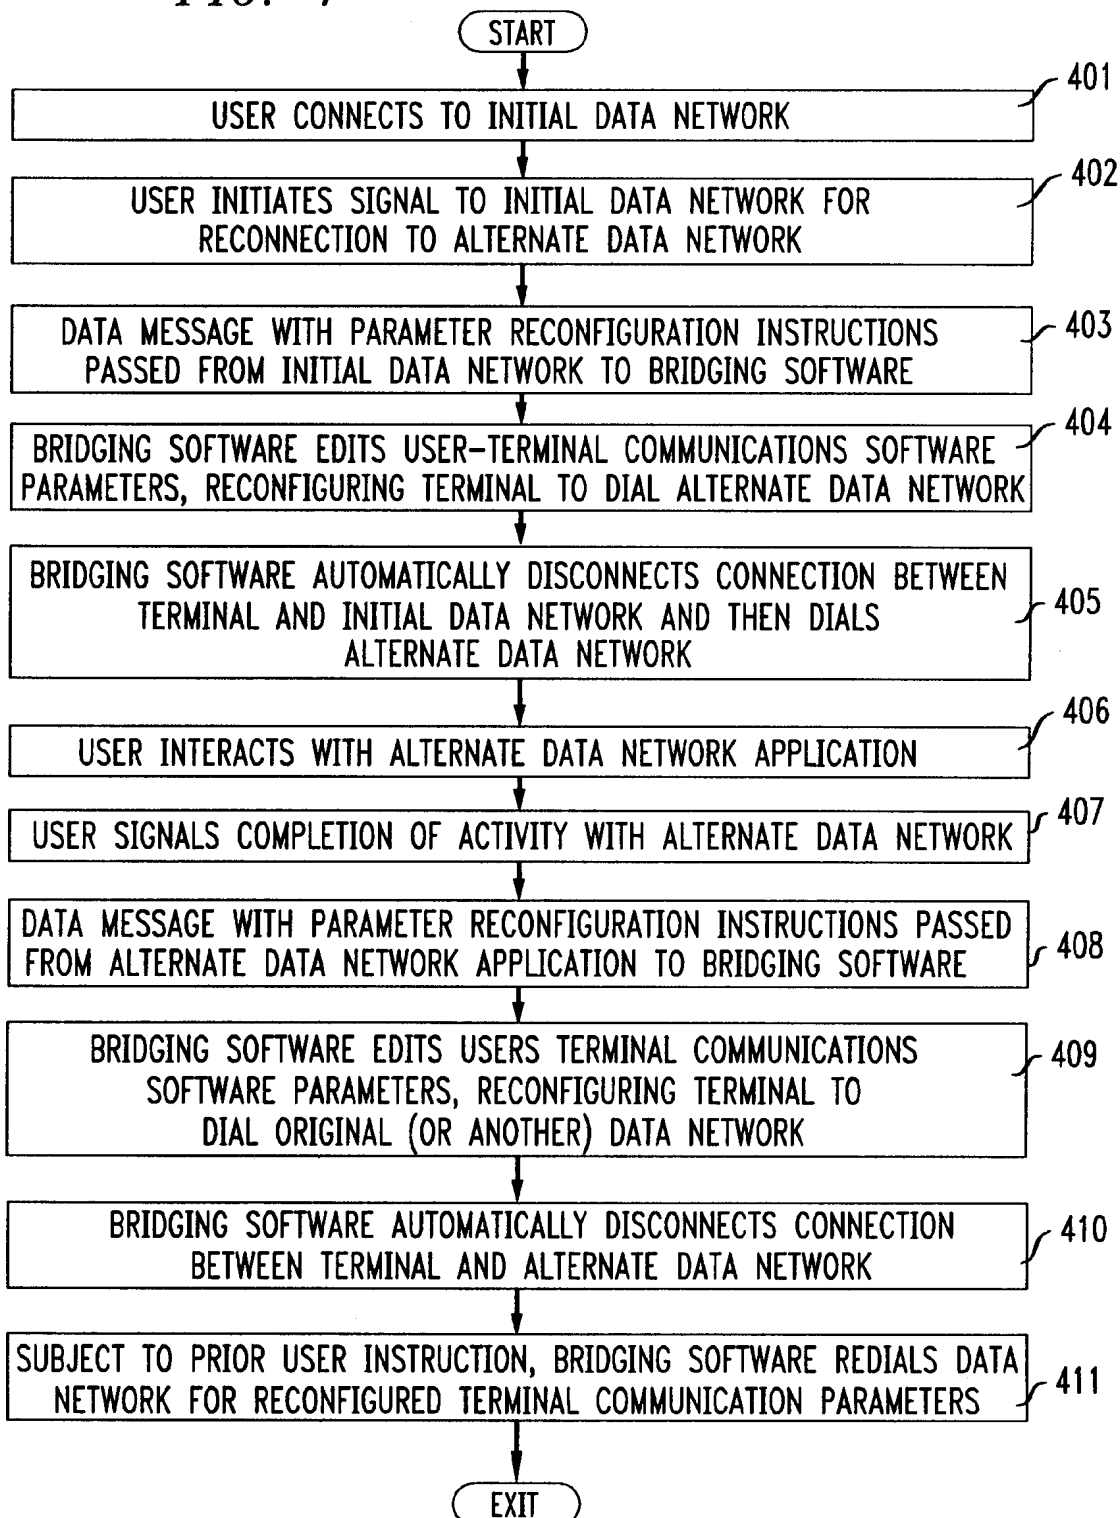 START
401
USER CONNECTS TO INITIAL DATA NETWORK
402
USER INITIATES SIGNAL TO INITIAL DATA NETWORK FOR
RECONNECTION TO ALTERNATE DATA NETWORK
403
DATA MESSAGE WITH PARAMETER RECONFIGURATION INSTRUCTIONS
PASSED FROM INITIAL DATA NETWORK TO BRIDGING SOFTWARE
404
BRIDGING SOFTWARE EDITS USER-TERMINAL COMMUNICATIONS SOFTWARE
PARAMETERS, RECONFIGURING TERMINAL TO DIAL ALTERNATE DATA NETWORK
BRIDGING SOFTWARE AUTOMATICALLY DISCONNECTS CONNECTION BETWEEN
TERMINAL AND INITIAL DATA NETWORK AND THEN DIALS
ALTERNATE DATA NETWORK
405
406
USER INTERACTS WITH ALTERNATE DATA NETWORK APPLICATION
407
USER SIGNALS COMPLETION OF ACTIVITY WITH ALTERNATE DATA NETWORK
DATA MESSAGE WITH PARAMETER RECONFIGURATION INSTRUCTIONS PASSED
FROM ALTERNATE DATA NETWORK APPLICATION TO BRIDGING SOFTWARE
408
BRIDGING SOFTWARE EDITS USERS TERMINAL COMMUNICATIONS
SOFTWARE PARAMETERS, RECONFIGURING TERMINAL TO
DIAL ORIGINAL (OR ANOTHER) DATA NETWORK
409
BRIDGING SOFTWARE AUTOMATICALLY DISCONNECTS CONNECTION
BETWEEN TERMINAL AND ALTERNATE DATA NETWORK
410
SUBJECT TO PRIOR USER INSTRUCTION, BRIDGING SOFTWARE REDIALS DATA
NETWORK FOR RECONFIGURED TERMINAL COMMUNICATION PARAMETERS
411
EXIT